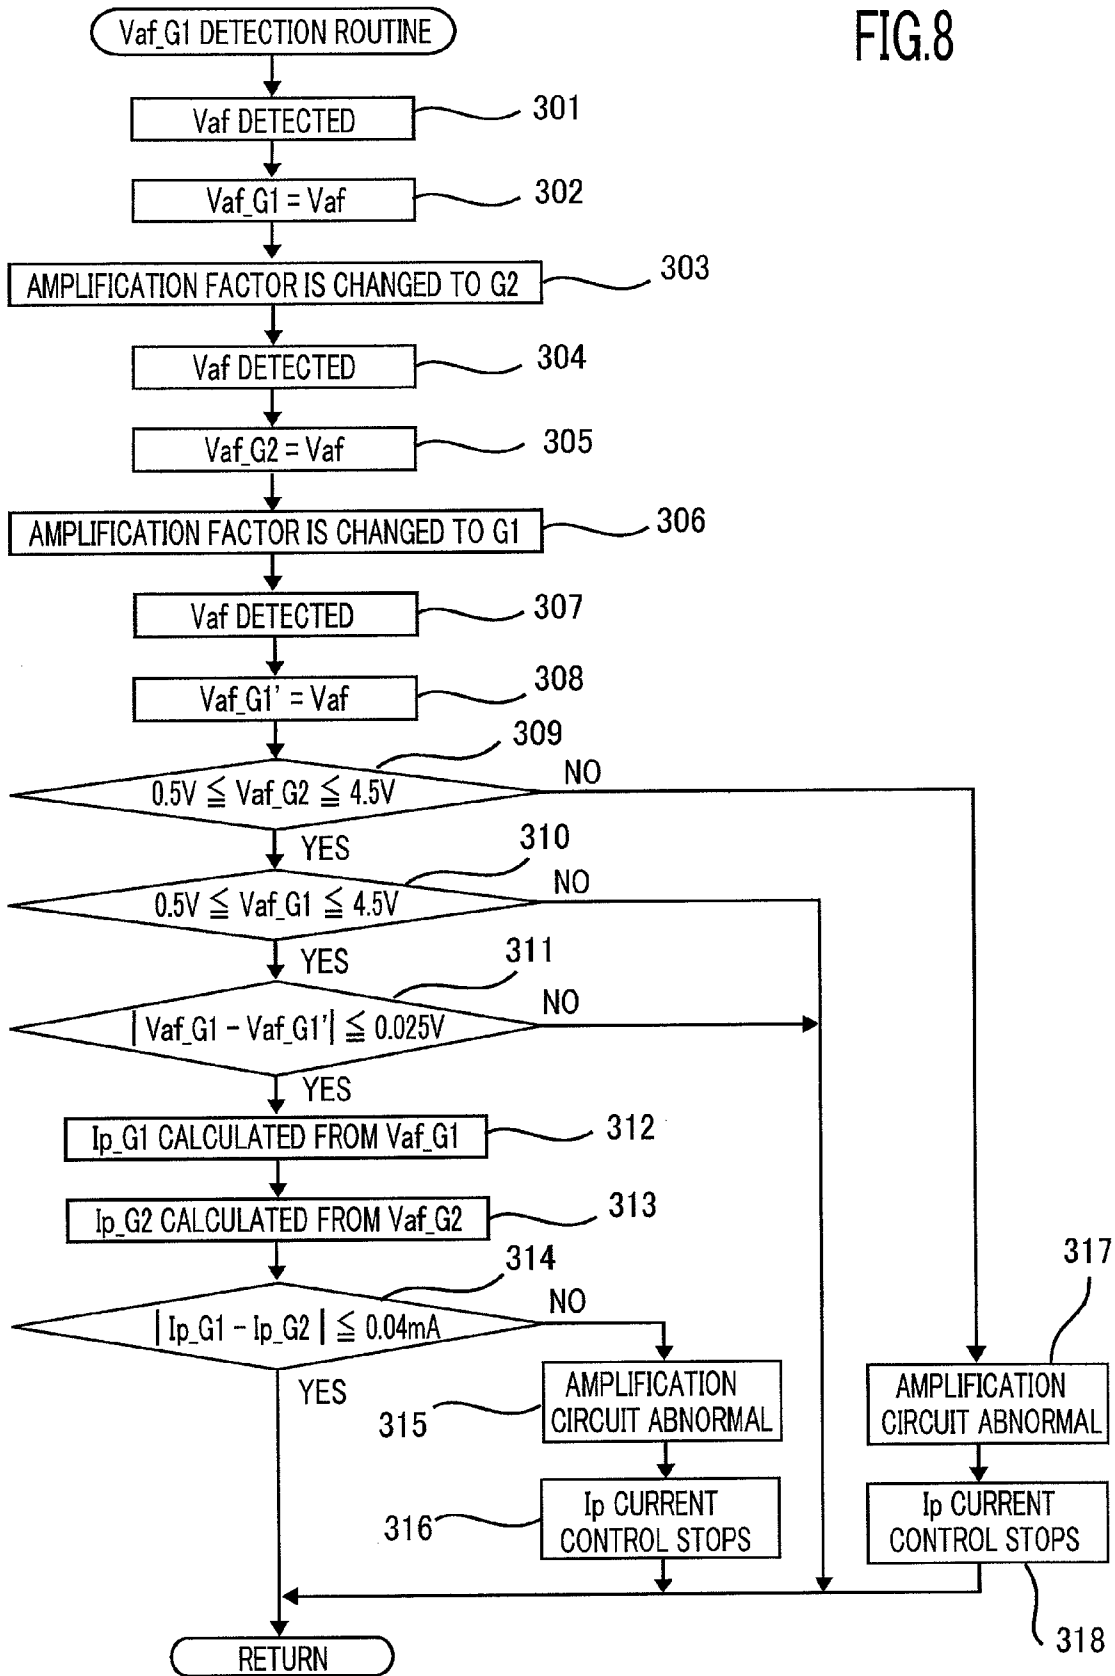 FIG.8
Vaf_G1 DETECTION ROUTINE
Vaf DETECTED
301
Vaf_G1 = Vaf
302
AMPLIFICATION FACTOR IS CHANGED TO G2
303
Vaf DETECTED
304
Vaf_G2 = Vaf
305
AMPLIFICATION FACTOR IS CHANGED TO G1
306
Vaf DETECTED
307
Vaf_G1' = Vaf
308
309
0.5V ≦ Vaf_G2 ≦ 4.5V
NO
YES
310
0.5V ≦ Vaf_G1 ≦ 4.5V
NO
YES
311
| Vaf_G1 – Vaf_G1'| ≦ 0.025V
NO
YES
Ip_G1 CALCULATED FROM Vaf_G1
312
Ip_G2 CALCULATED FROM Vaf_G2
313
314
| Ip_G1 – Ip_G2 | ≦ 0.04mA
NO
YES
317
AMPLIFICATION
CIRCUIT ABNORMAL
315
AMPLIFICATION
CIRCUIT ABNORMAL
Ip CURRENT
CONTROL STOPS
316
Ip CURRENT
CONTROL STOPS
318
RETURN